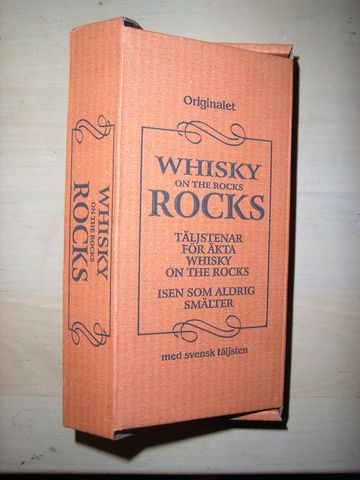 Originalet
WHISKY
ON THE ROCKS
ROCKS
TÄLJSTENAR
FÖR ÄKTA
WHISKY
ON THE ROCKS
ISEN SOM ALDRIG
SMÄLTER
med svensk täljsten
WHISKY
ON THE ROCKS
ROCKS